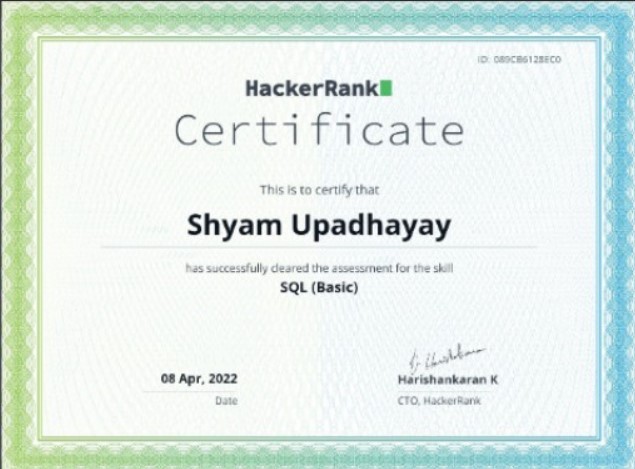 ID: 089CB6128EC0
HackerRank
Certificate
This is to certify that
Shyam Upadhayay
has successfully cleared the assessment for the skill
SQL (Basic)
08 Apr, 2022
Harishankaran K
Date
CTO, HackerRank